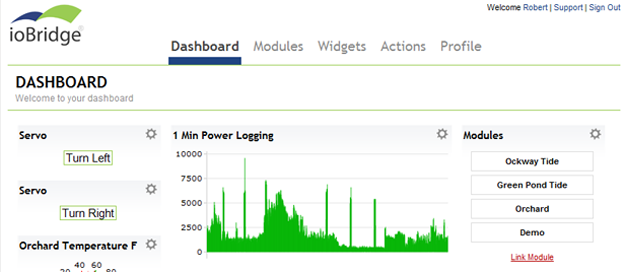 ioBridge
Welcome Robert | Support | Sign Out
Dashboard Modules Widgets Actions Profile
DASHBOARD
Welcome to your dashboard
Servo
Turn Left
Servo
Turn Right
Orchard Temperature F
40 60
20 80
1 Min Power Logging
10000
7500
5000
2500
0
Modules
Ockway Tide
Green Pond Tide
Orchard
Demo
Link Module